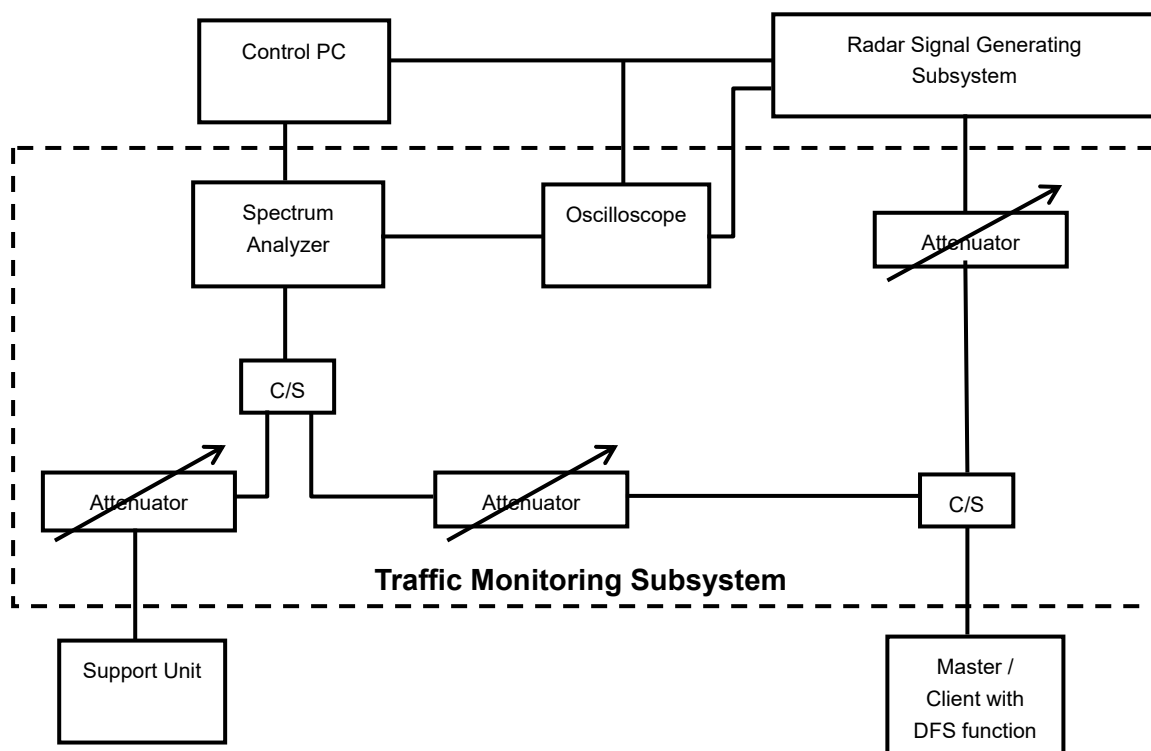 Control PC
Radar Signal Generating
Subsystem
Spectrum
Analyzer
Oscilloscope
Attenuator
C/S
Attenuator
Attenuator
C/S
Traffic Monitoring Subsystem
Support Unit
Master /
Client with
DFS function